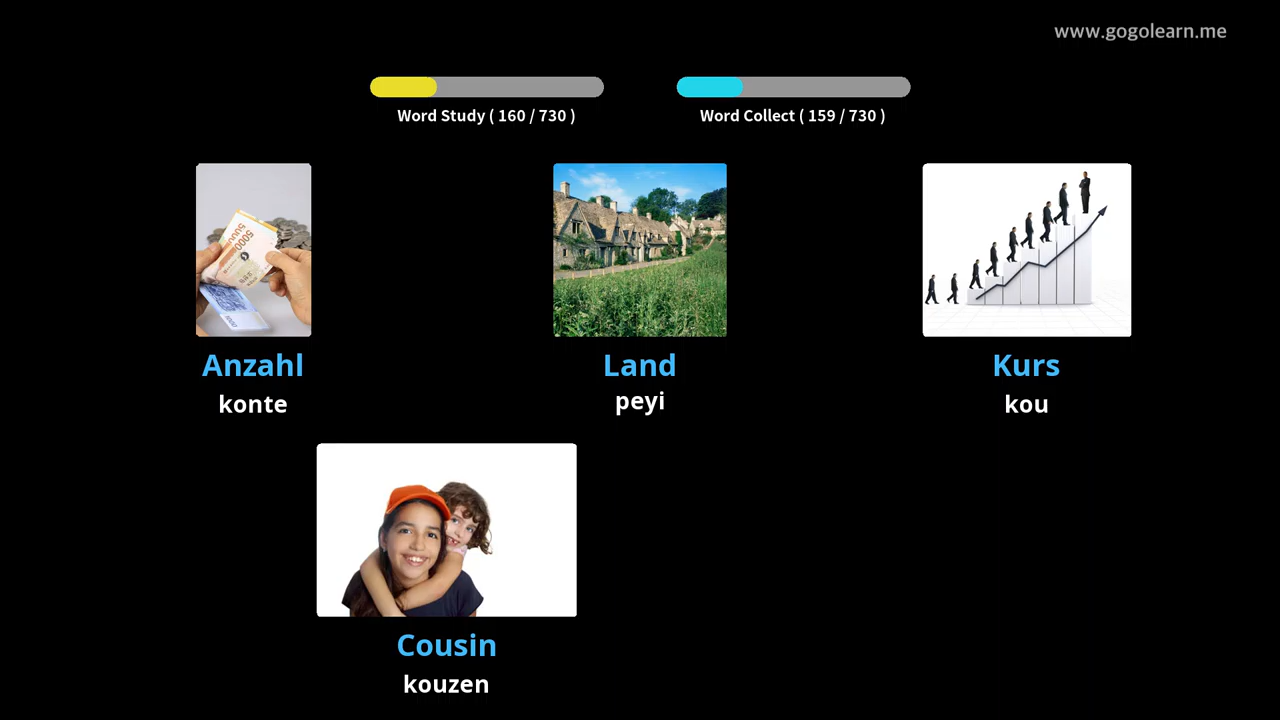 www.gogolearn.me
Word Study ( 160 / 730 )
Word Collect ( 159 / 730 )
Anzahl
konte
Land
peyi
Kurs
kou
Cousin
kouzen